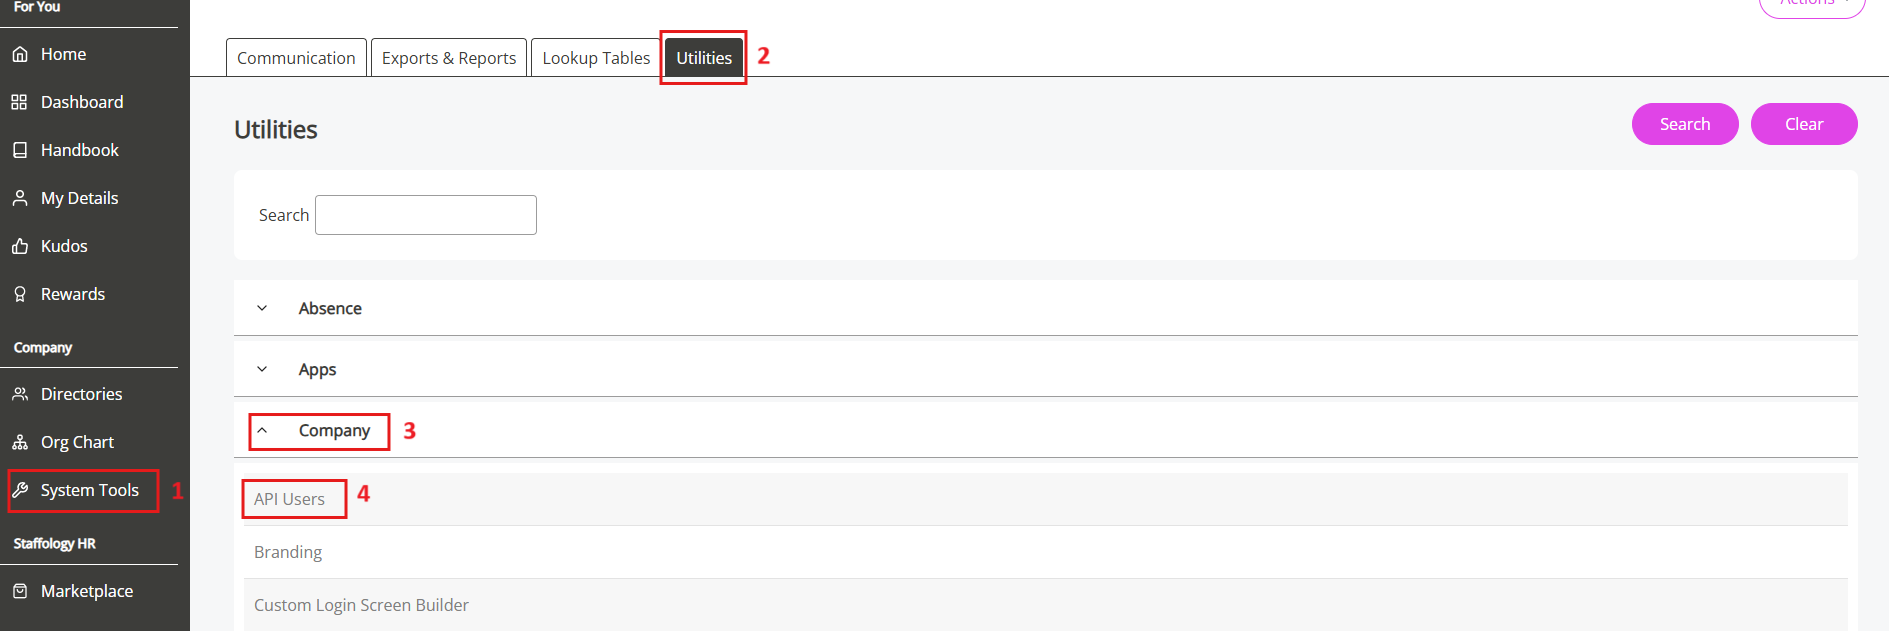 For You
Home
Dashboard
Handbook
My Details
Kudos
Rewards
Company
Directories
Org Chart
System Tools 1
Staffology HR
Marketplace
Actions
Communication Exports & Reports Lookup Tables Utilities 2
Utilities
Search Clear
Search
Absence
Apps
Company 3
API Users 4
Branding
Custom Login Screen Builder